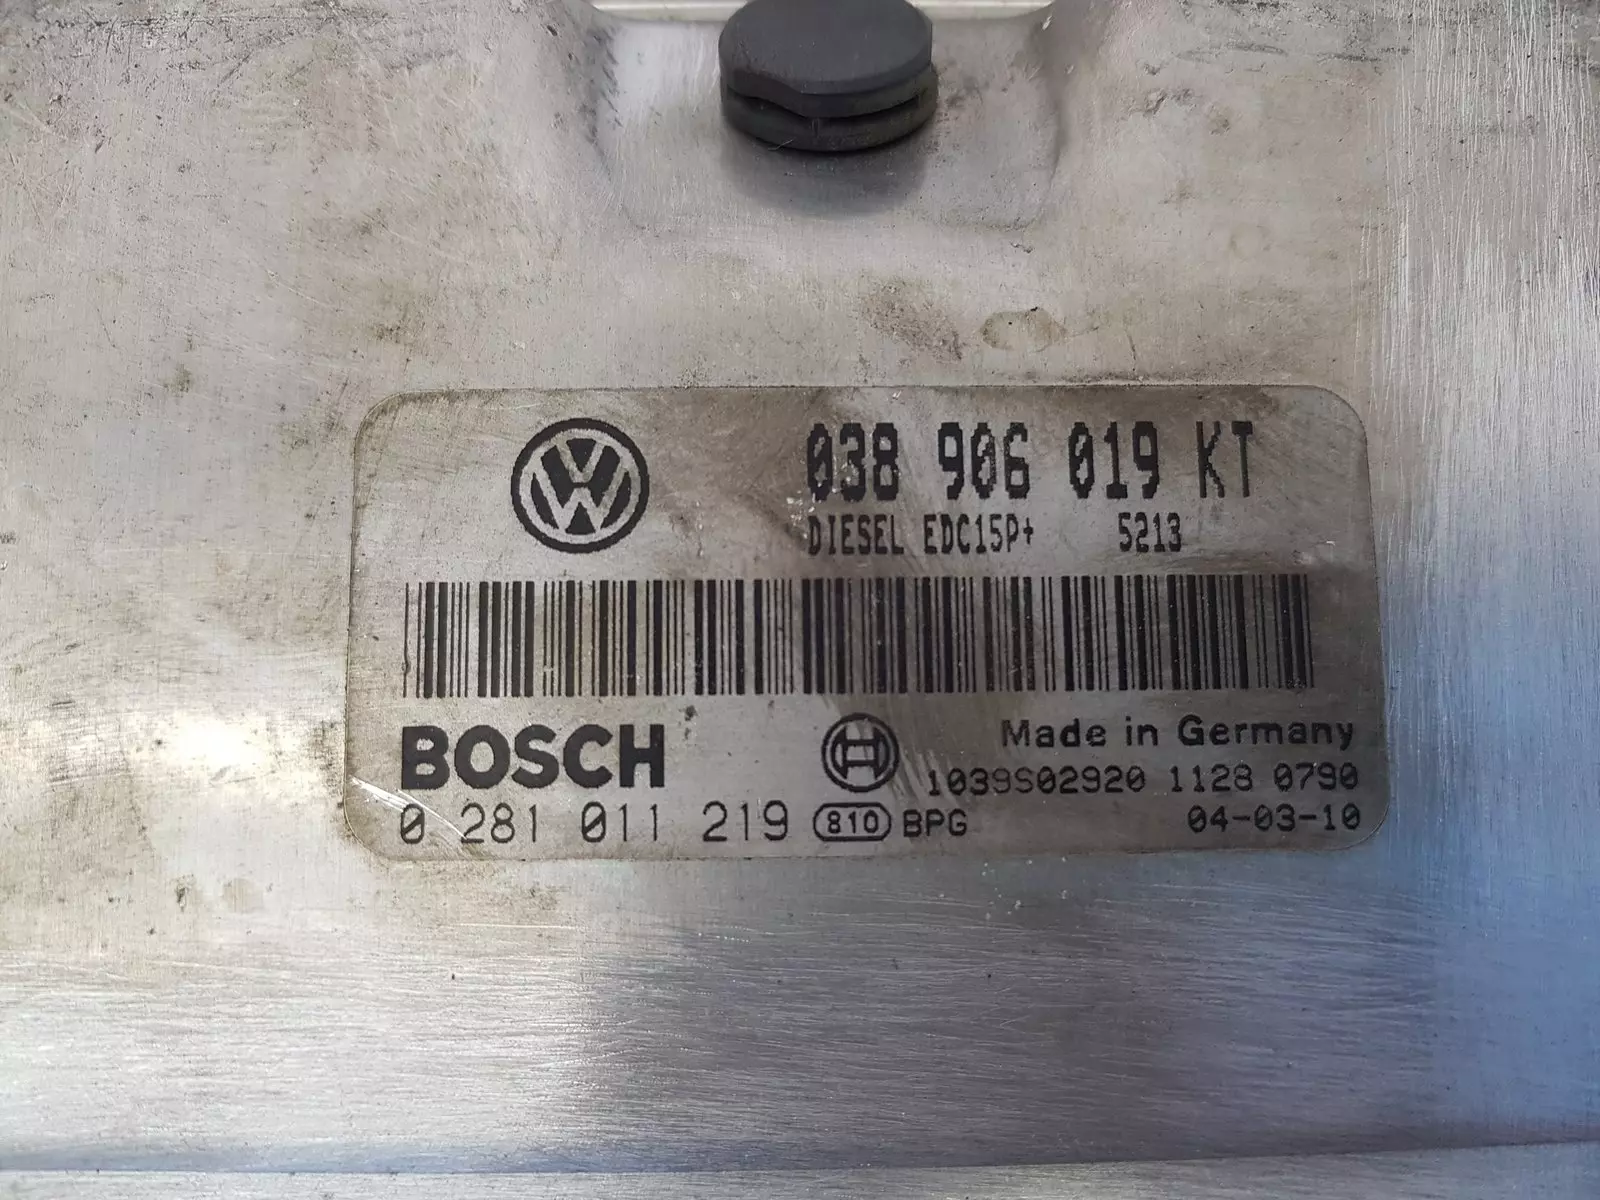 038 906 019 KT
DIESEL EDC15P+ 5213
BOSCH
Made in Germany
1039S02920 1128 0790
0 281 011 219 810 BPG 04-03-10